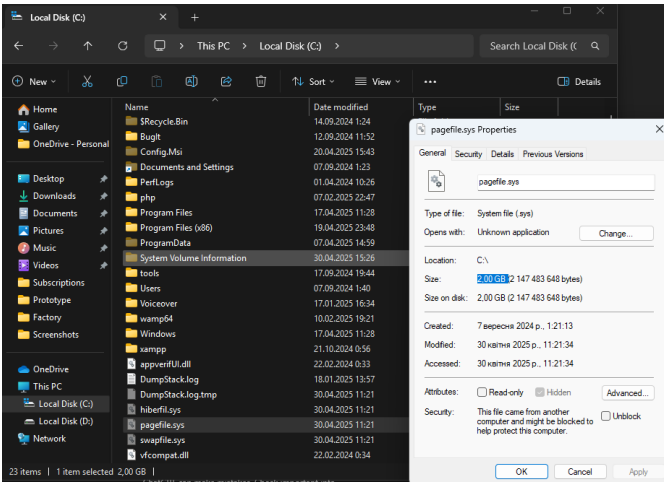 Local Disk (C:)
This PC > Local Disk (C:) >
Search Local Disk (C
New
Sort
View
Details
Home
Gallery
OneDrive - Personal
Desktop
Downloads
Documents
Pictures
Music
Videos
Subscriptions
Prototype
Factory
Screenshots
OneDrive
This PC
Local Disk (C:)
Local Disk (D:)
Network
Name Date modified Type Size
$Recycle.Bin 14.09.2024 1:24
BugIt 12.09.2024 11:52
Config.Msi 20.04.2025 15:43
Documents and Settings 07.09.2024 1:23
PerfLogs 01.04.2024 10:26
php 07.02.2025 22:47
Program Files 17.04.2025 11:28
Program Files (x86) 19.04.2025 23:48
ProgramData 07.04.2025 14:59
System Volume Information 30.04.2025 15:26
tools 17.09.2024 19:44
Users 07.09.2024 1:40
Voiceover 17.01.2025 16:34
wamp64 10.02.2025 19:21
Windows 17.04.2025 11:28
xampp 21.10.2024 0:56
appverifUI.dll 22.02.2024 0:33
DumpStack.log 18.01.2025 13:57
DumpStack.log.tmp 30.04.2025 11:21
hiberfil.sys 30.04.2025 11:21
pagefile.sys 30.04.2025 11:21
swapfile.sys 30.04.2025 11:21
vfcompat.dll 22.02.2024 0:34
23 items | 1 item selected 2,00 GB |
pagefile.sys Properties
General Security Details Previous Versions
pagefile.sys
Type of file: System file (.sys)
Opens with: Unknown application Change...
Location: C:\
Size: 2,00 GB (2 147 483 648 bytes)
Size on disk: 2,00 GB (2 147 483 648 bytes)
Created: 7 вересня 2024 р., 1:21:13
Modified: 30 квітня 2025 р., 11:21:34
Accessed: 30 квітня 2025 р., 11:21:34
Attributes: Read-only Hidden Advanced...
Security: This file came from another
computer and might be blocked to
help protect this computer.
Unblock
OK Cancel Apply